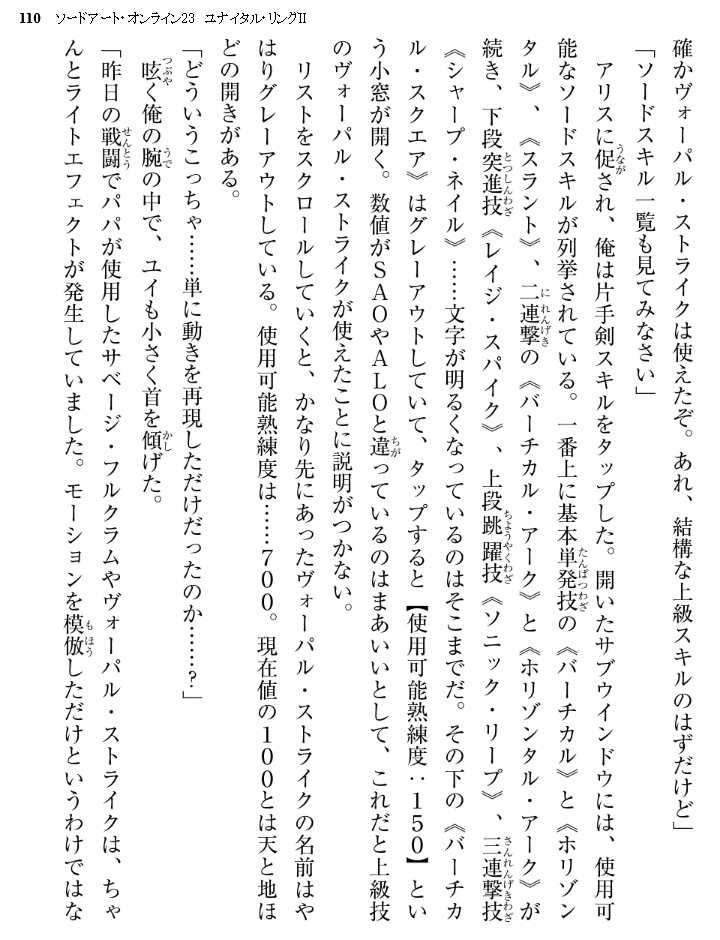 110 ソードアート・オンライン23 ユナイタル・リングⅡ
確かヴォーパル・ストライクは使えたぞ。あれ、結構な上級スキルのはずだけど」
「ソードスキル一覧も見てみなさい」
アリスに促され、俺は片手剣スキルをタップした。開いたサブウインドウには、使用可
能なソードスキルが列挙されている。一番上に基本単発技の《バーチカル》と《ホリゾン
タル》、《スラント》、二連撃の《バーチカル・アーク》と《ホリゾンタル・アーク》が
続き、下段突進技《レイジ・スパイク》、上段跳躍技《ソニック・リープ》、三連撃技
《シャープ・ネイル》……文字が明るくなっているのはそこまでだ。その下の《バーチカ
ル・スクエア》はグレーアウトしていて、タップすると【使用可能熟練度：150】とい
う小窓が開く。数値がＳＡＯやＡＬＯと違っているのはまあいいとして、これだと上級技
のヴォーパル・ストライクが使えたことに説明がつかない。
リストをスクロールしていくと、かなり先にあったヴォーパル・ストライクの名前はや
はりグレーアウトしている。使用可能熟練度は……700。現在値の100とは天と地ほ
どの開きがある。
「どういうこっちゃ……単に動きを再現しただけだったのか……？」
呟く俺の腕の中で、ユイも小さく首を傾げた。
「昨日の戦闘でパパが使用したサベージ・フルクラムやヴォーパル・ストライクは、ちゃ
んとライトエフェクトが発生していました。モーションを模倣しただけというわけではな